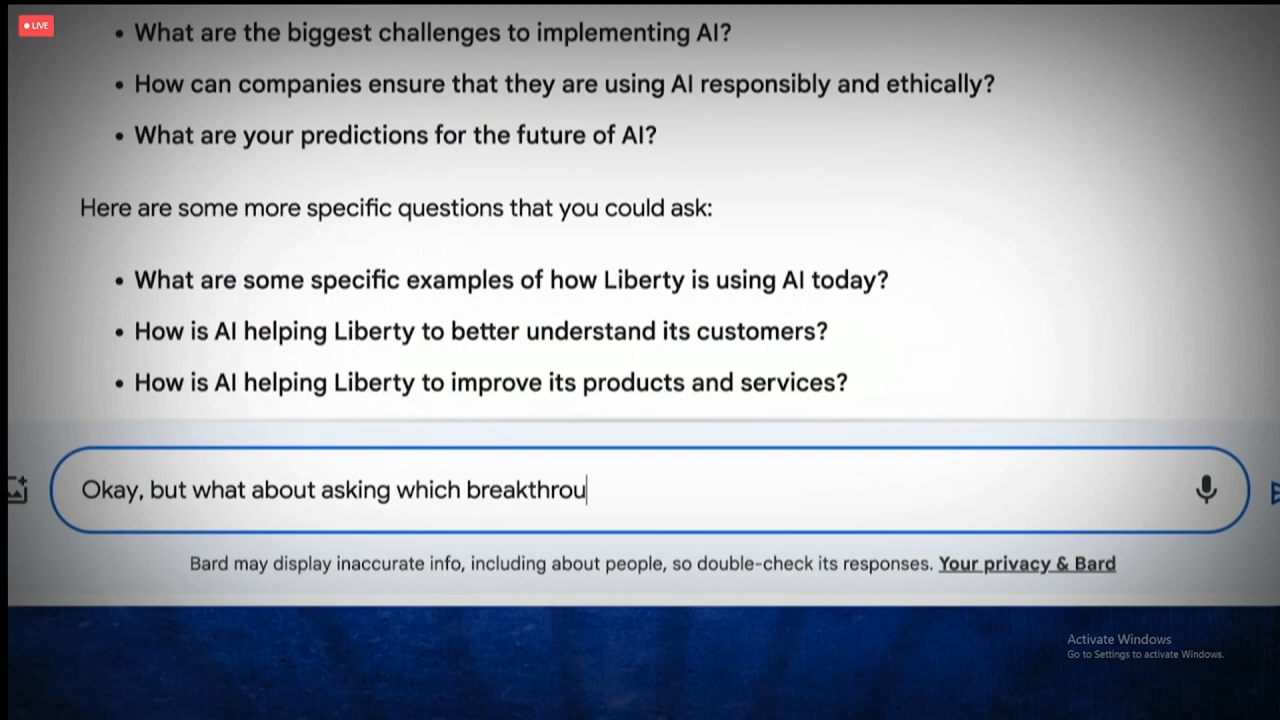 LIVE
• What are the biggest challenges to implementing AI?
• How can companies ensure that they are using AI responsibly and ethically?
• What are your predictions for the future of AI?
Here are some more specific questions that you could ask:
• What are some specific examples of how Liberty is using AI today?
• How is AI helping Liberty to better understand its customers?
• How is AI helping Liberty to improve its products and services?
Okay, but what about asking which breakthrou
Bard may display inaccurate info, including about people, so double-check its responses. Your privacy & Bard
Activate Windows
Go to Settings to activate Windows.